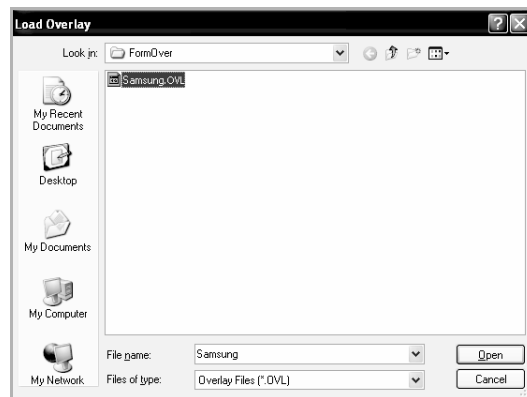 Load Overlay
Look in: FormOver
Samsung.OVL
My Recent
Documents
Desktop
My Documents
My Computer
My Network
File name: Samsung Open
Files of type: Overlay Files (*.OVL) Cancel